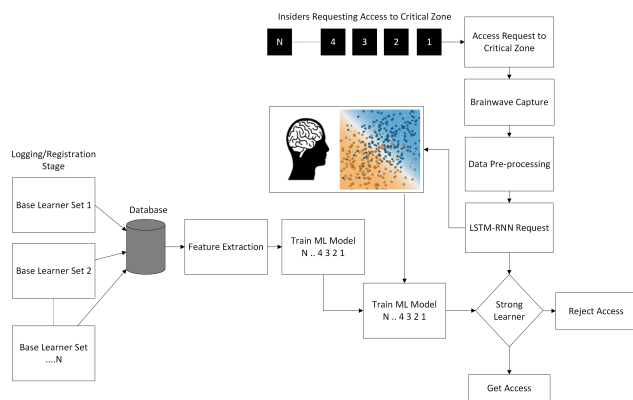 Insiders Requesting Access to Critical Zone
N 4 3 2 1
Access Request to
Critical Zone
Brainwave Capture
Data Pre-processing
LSTM-RNN Request
Logging/Registration
Stage
Base Learner Set 1
Base Learner Set 2
Base Learner Set
....N
Database
Feature Extraction
Train ML Model
N .. 4 3 2 1
Train ML Model
N .. 4 3 2 1
Strong
Learner
Reject Access
Get Access